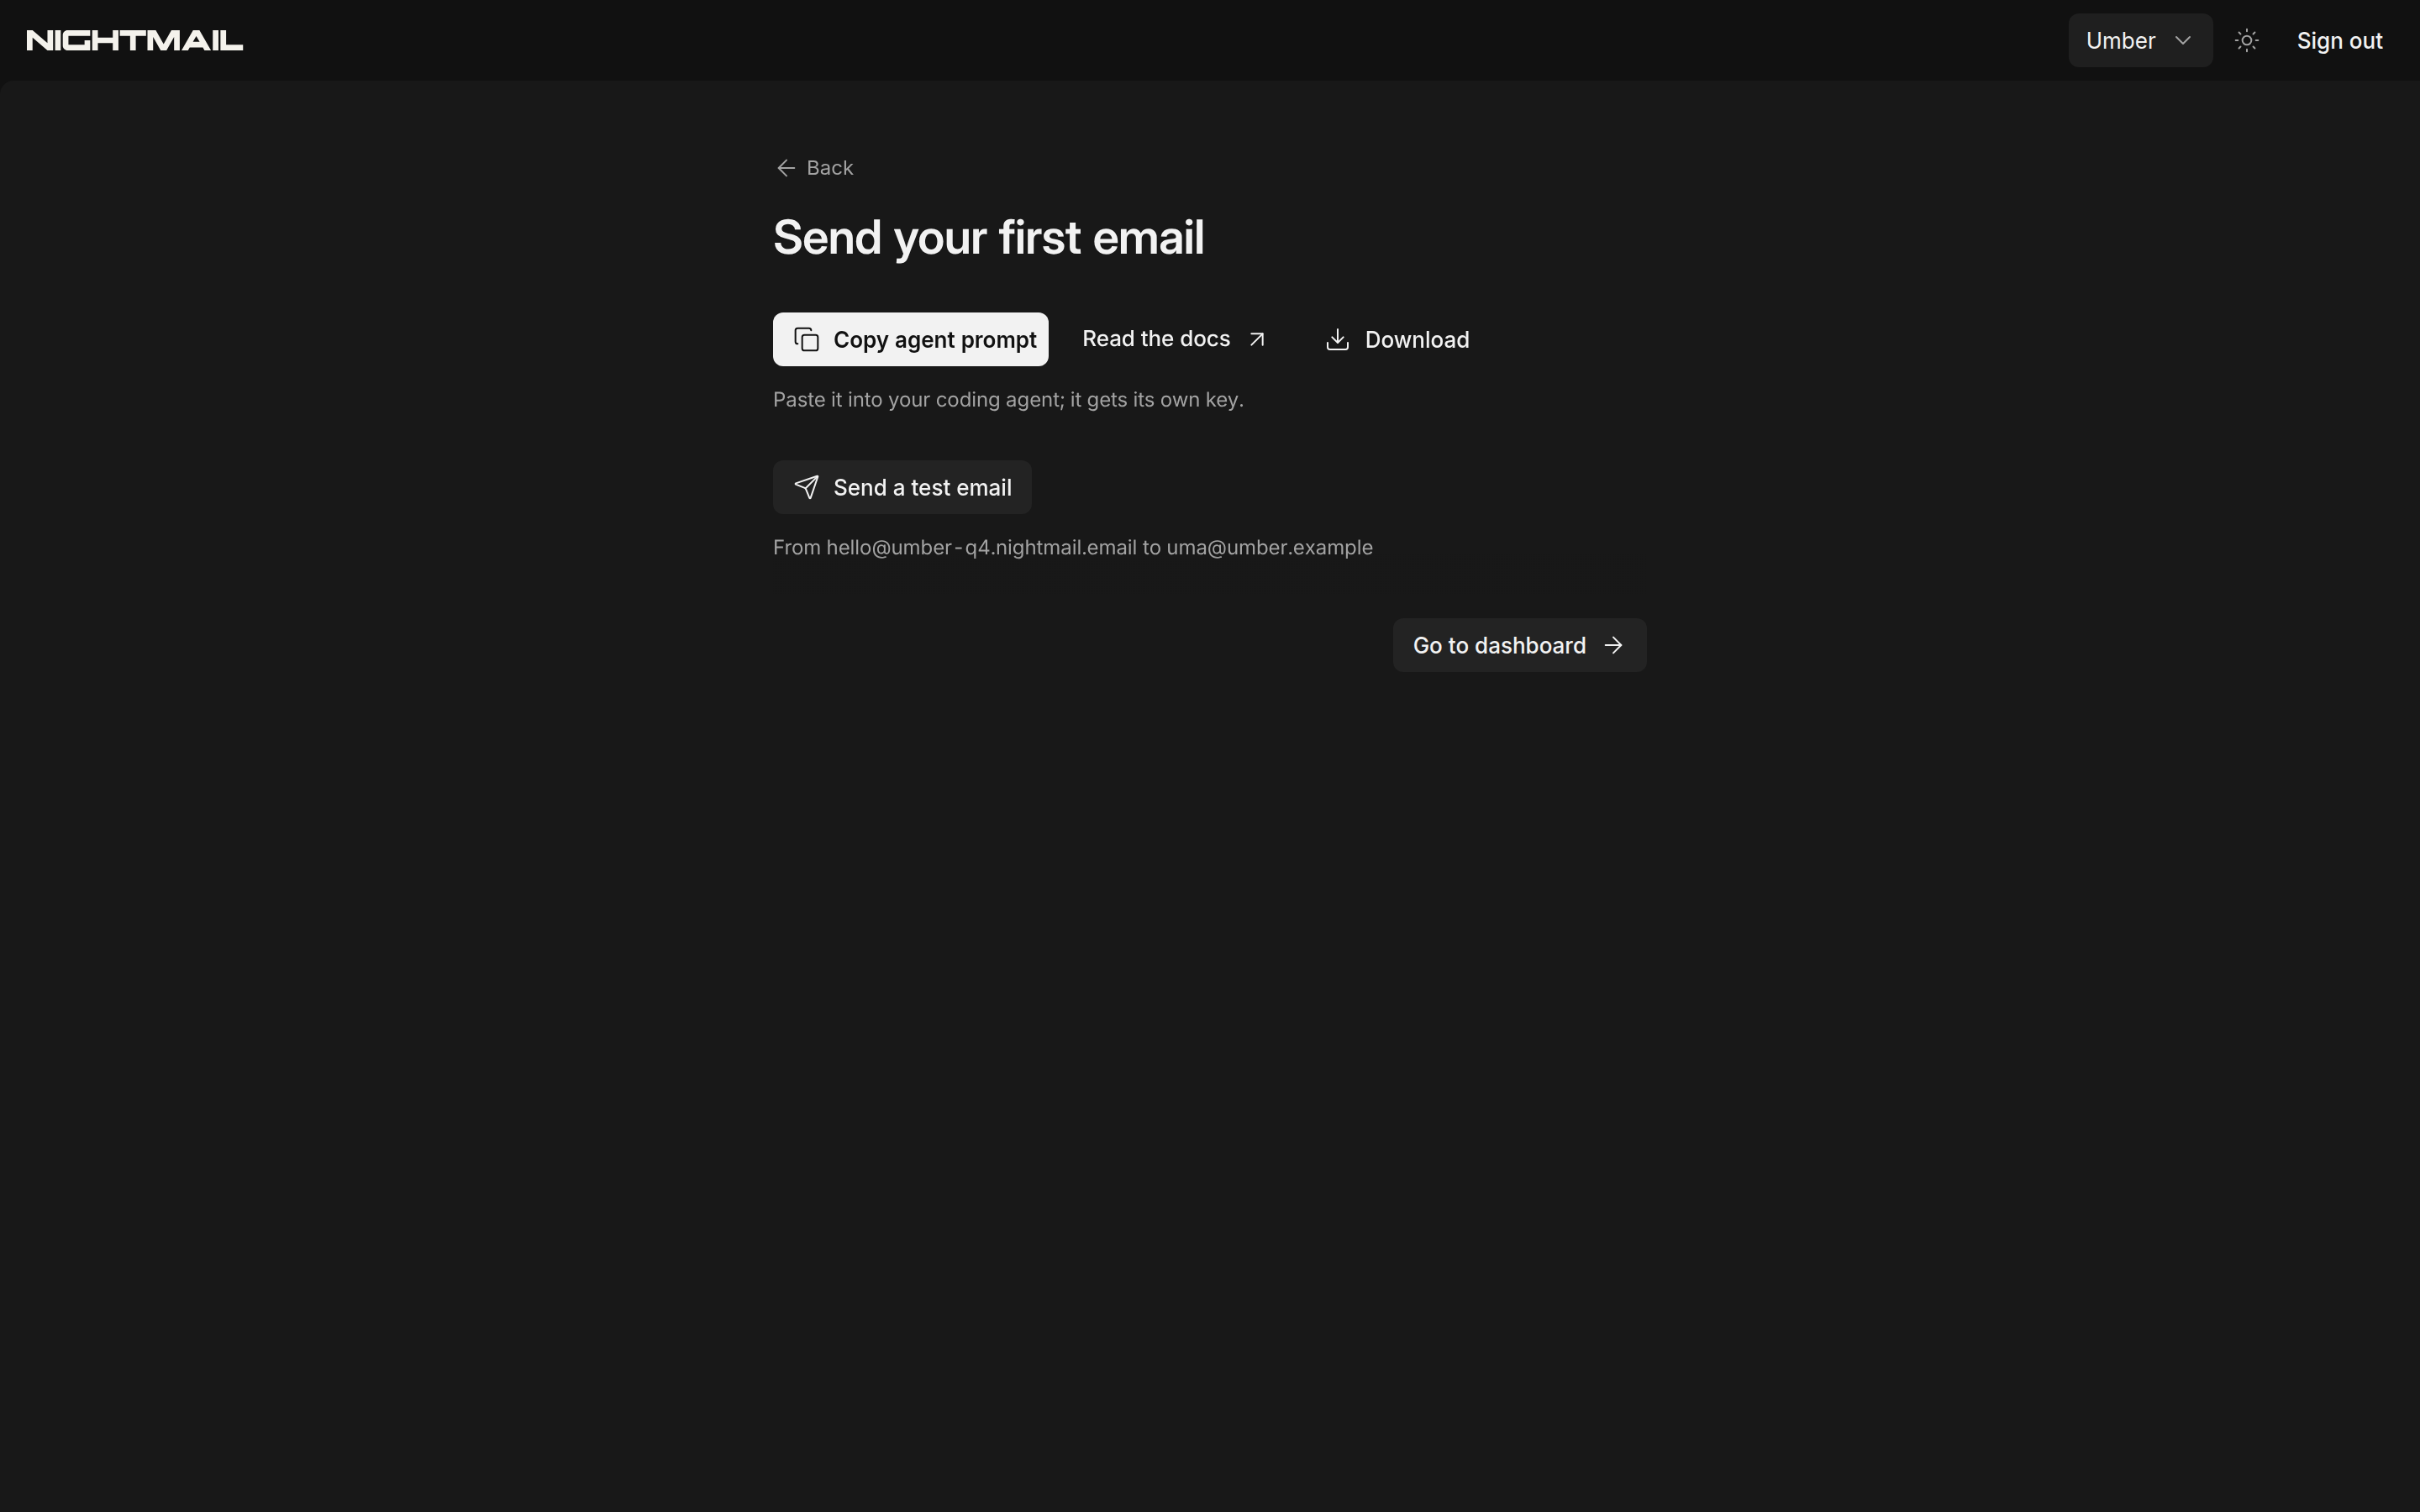 NIGHTMAIL
Umber
Sign out
Back
Send your first email
Copy agent prompt
Read the docs
Download
Paste it into your coding agent; it gets its own key.
Send a test email
From hello@umber-q4.nightmail.email to uma@umber.example
Go to dashboard